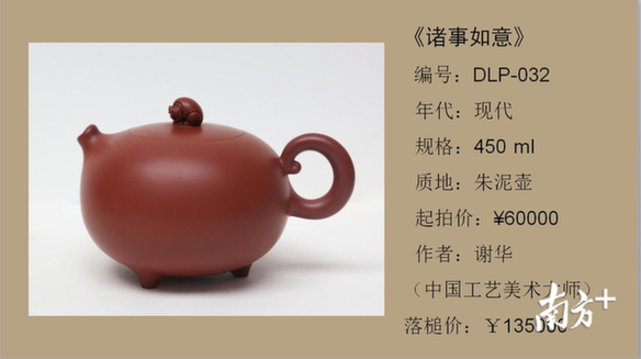 《诸事如意》
编号：DLP-032
年代：现代
规格：450 ml
质地：朱泥壶
起拍价：¥60000
作者：谢华
（中国工艺美术大师）
落槌价：￥135000
南方+